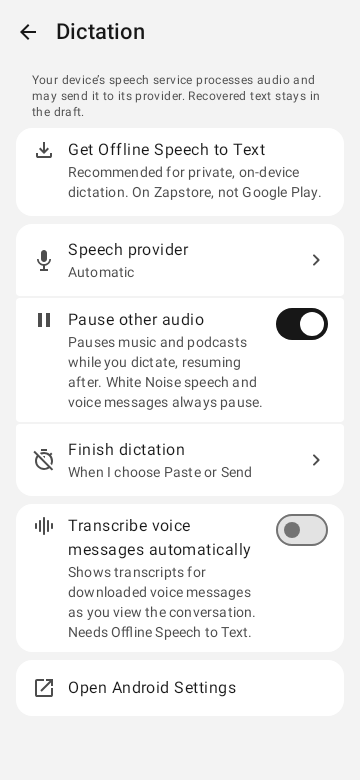 Dictation
Your device's speech service processes audio and
may send it to its provider. Recovered text stays in
the draft.
Get Offline Speech to Text
Recommended for private, on-device
dictation. On Zapstore, not Google Play.
Speech provider
Automatic
Pause other audio
Pauses music and podcasts
while you dictate, resuming
after. White Noise speech and
voice messages always pause.
Finish dictation
When I choose Paste or Send
Transcribe voice
messages automatically
Shows transcripts for
downloaded voice messages
as you view the conversation.
Needs Offline Speech to Text.
Open Android Settings